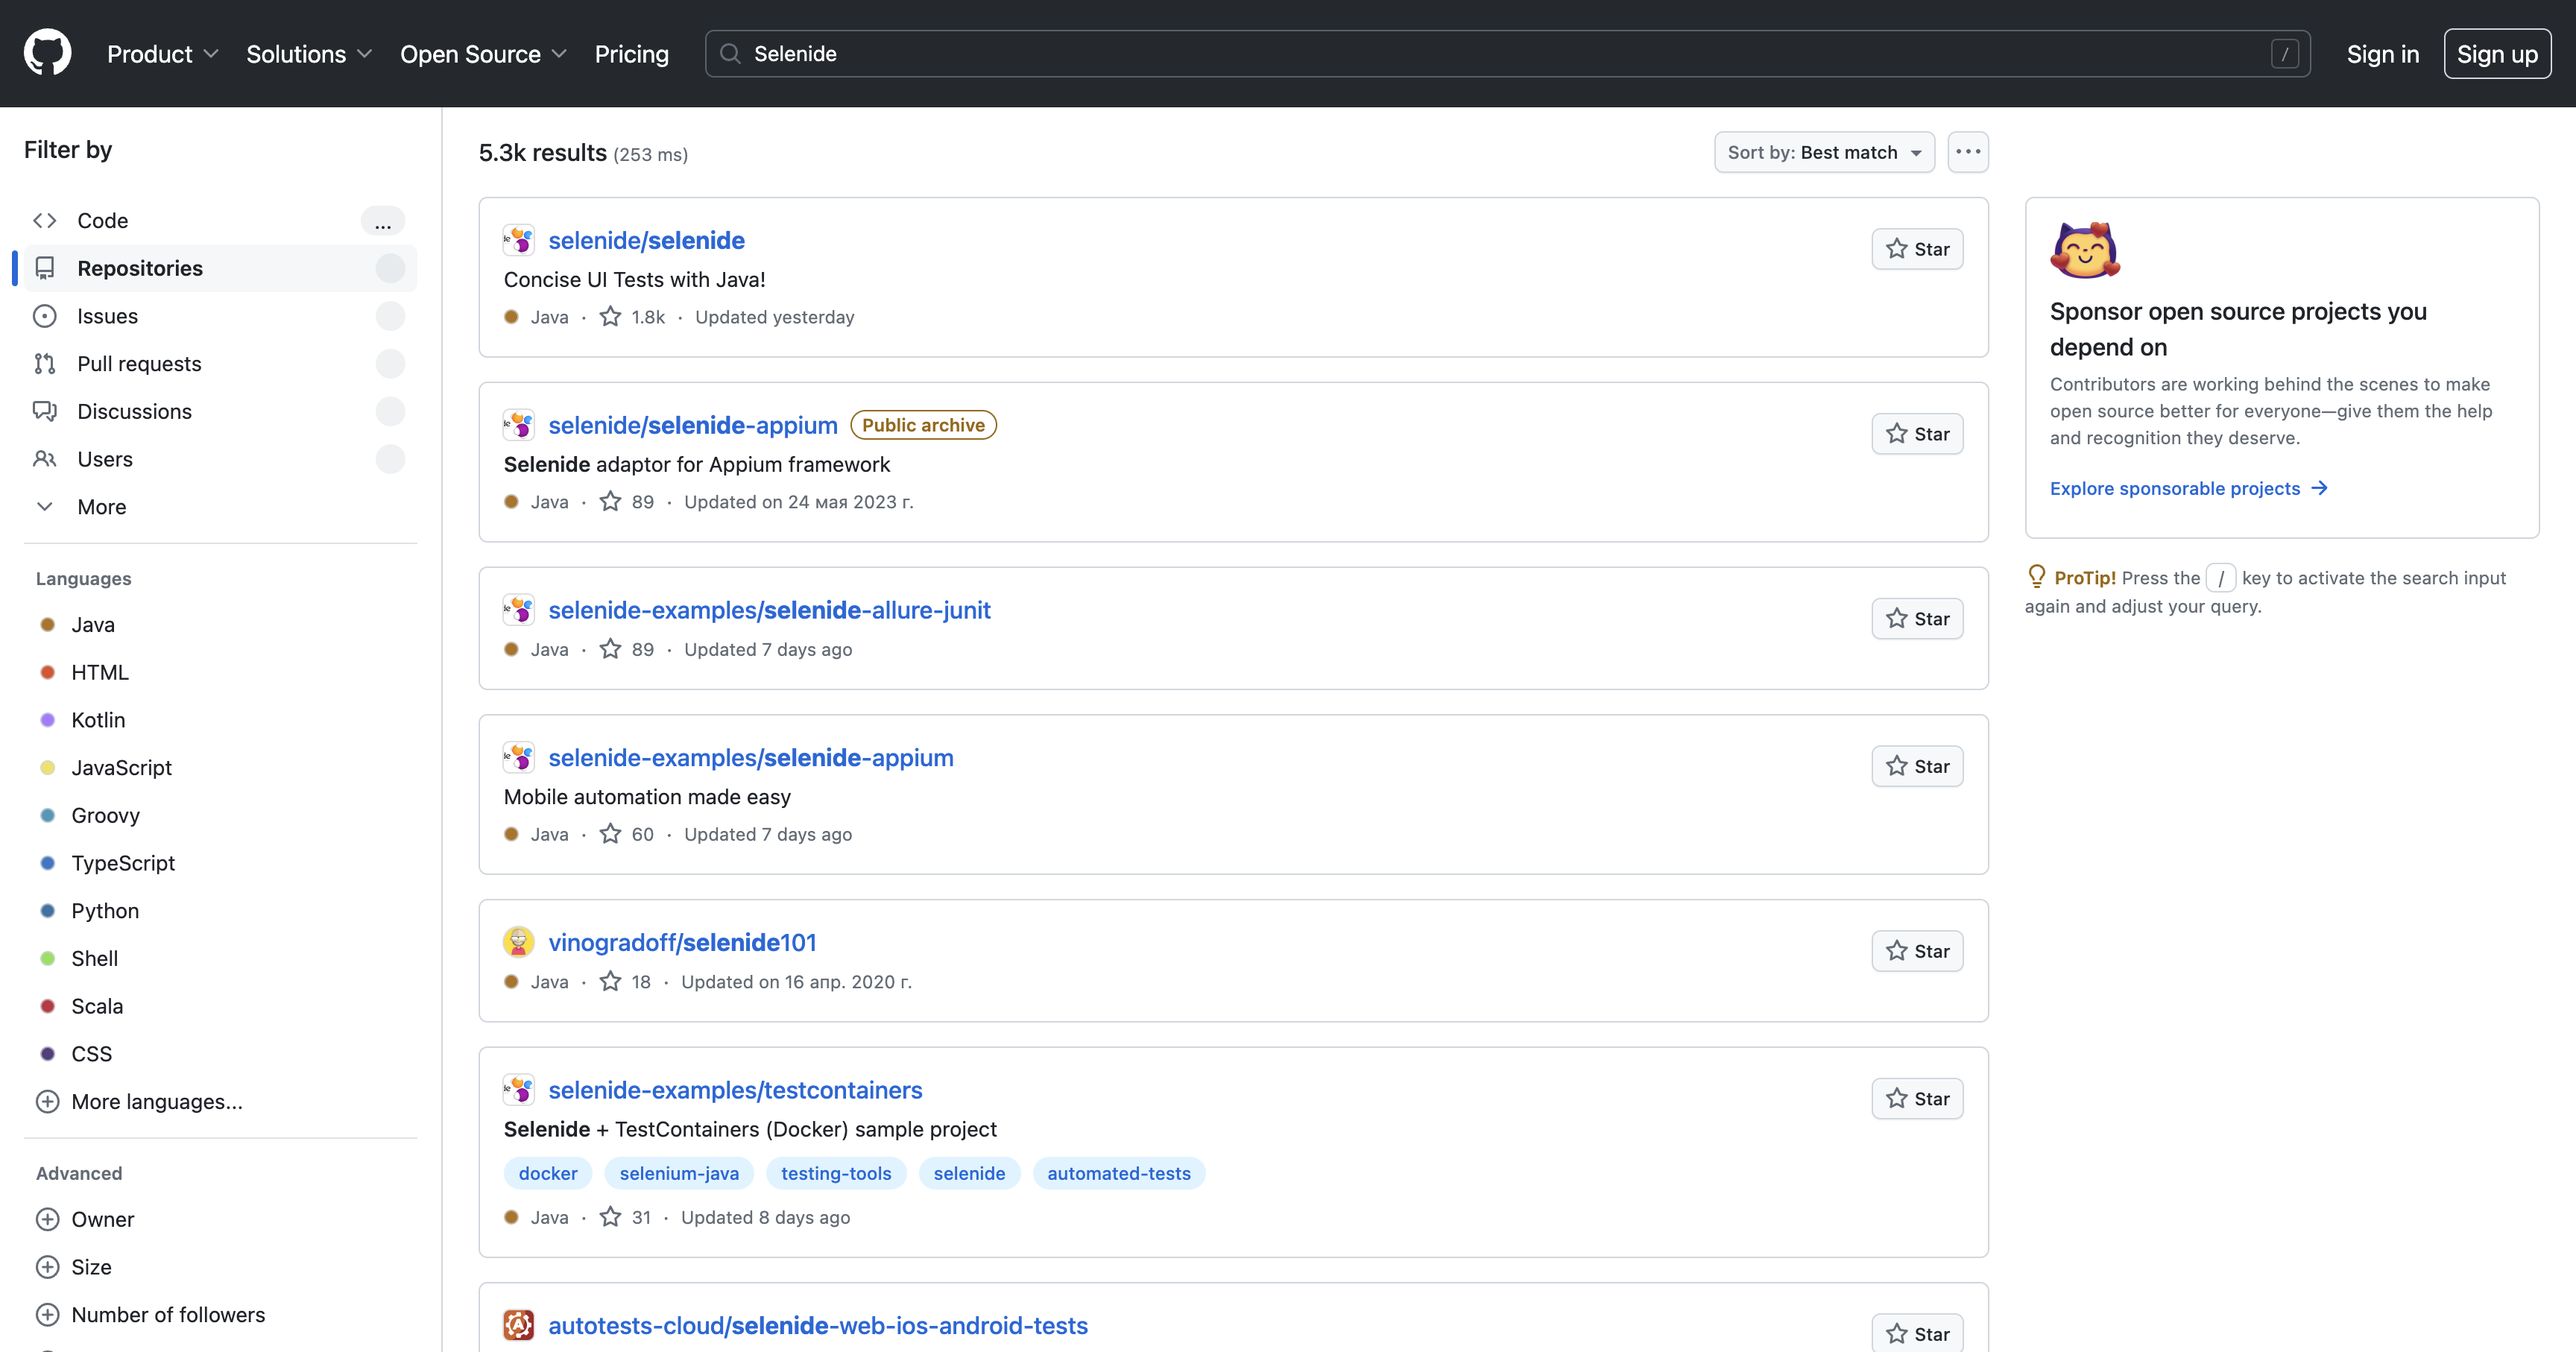 Product
Solutions
Open Source
Pricing
Selenide
/
Sign in
Sign up
Filter by
Code
...
Repositories
Issues
Pull requests
Discussions
Users
More
Languages
Java
HTML
Kotlin
JavaScript
Groovy
TypeScript
Python
Shell
Scala
CSS
More languages...
Advanced
Owner
Size
Number of followers
5.3k results (253 ms)
Sort by: Best match
selenide/selenide
Star
Concise UI Tests with Java!
Java · 1.8k · Updated yesterday
selenide/selenide-appium Public archive
Star
Selenide adaptor for Appium framework
Java · 89 · Updated on 24 мая 2023 г.
selenide-examples/selenide-allure-junit
Star
Java · 89 · Updated 7 days ago
selenide-examples/selenide-appium
Star
Mobile automation made easy
Java · 60 · Updated 7 days ago
vinogradoff/selenide101
Star
Java · 18 · Updated on 16 апр. 2020 г.
selenide-examples/testcontainers
Star
Selenide + TestContainers (Docker) sample project
docker selenium-java testing-tools selenide automated-tests
Java · 31 · Updated 8 days ago
autotests-cloud/selenide-web-ios-android-tests
Star
Sponsor open source projects you
depend on
Contributors are working behind the scenes to make
open source better for everyone—give them the help
and recognition they deserve.
Explore sponsorable projects →
ProTip! Press the / key to activate the search input
again and adjust your query.